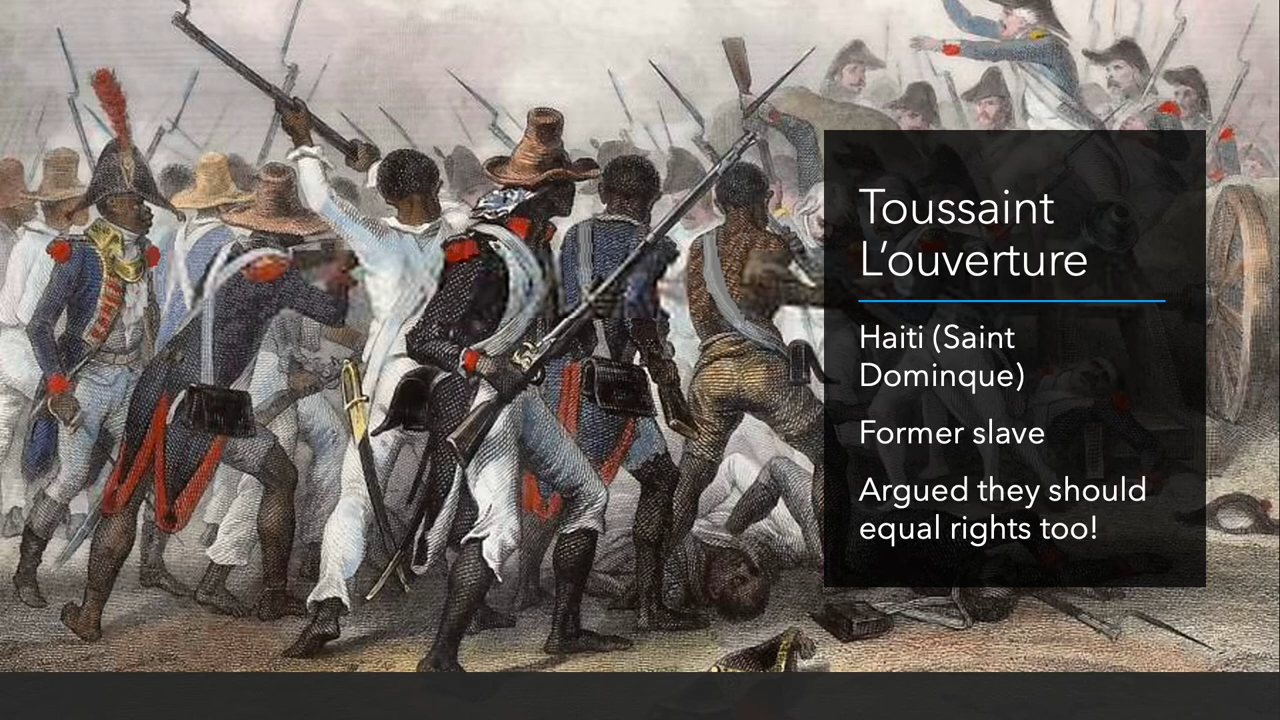 Toussaint
L’ouverture
Haiti (Saint
Dominque)
Former slave
Argued they should
equal rights too!